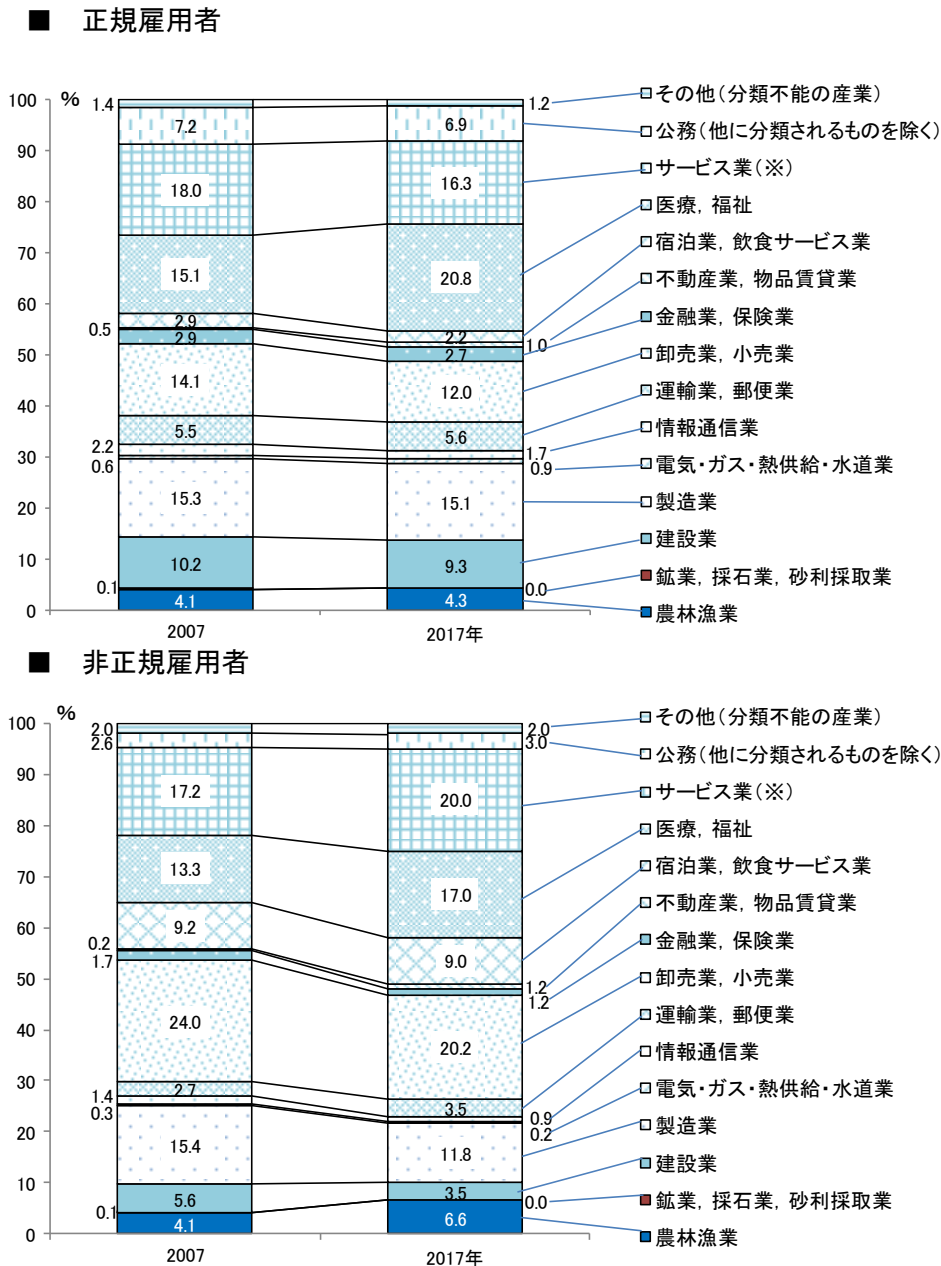 ■ 正規雇用者
100 %
90
80
70
60
50
40
30
20
10
0
1.4
7.2
18.0
15.1
2.9
0.5
2.9
14.1
5.5
2.2
0.6
15.3
10.2
0.1
4.1
1.2
6.9
16.3
20.8
2.2
1.0
2.7
12.0
5.6
1.7
0.9
15.1
9.3
0.0
4.3
2007
2017年
その他(分類不能の産業)
公務(他に分類されるものを除く)
サービス業(※)
医療,福祉
宿泊業,飲食サービス業
不動産業,物品賃貸業
金融業,保険業
卸売業,小売業
運輸業,郵便業
情報通信業
電気・ガス・熱供給・水道業
製造業
建設業
鉱業,採石業,砂利採取業
農林漁業
■ 非正規雇用者
100 %
90
80
70
60
50
40
30
20
10
0
2.0
2.6
17.2
13.3
9.2
0.2
1.7
24.0
2.7
1.4
0.3
15.4
5.6
0.1
4.1
2.0
3.0
20.0
17.0
9.0
1.2
1.2
20.2
3.5
0.9
0.2
11.8
3.5
0.0
6.6
2007
2017年
その他(分類不能の産業)
公務(他に分類されるものを除く)
サービス業(※)
医療,福祉
宿泊業,飲食サービス業
不動産業,物品賃貸業
金融業,保険業
卸売業,小売業
運輸業,郵便業
情報通信業
電気・ガス・熱供給・水道業
製造業
建設業
鉱業,採石業,砂利採取業
農林漁業